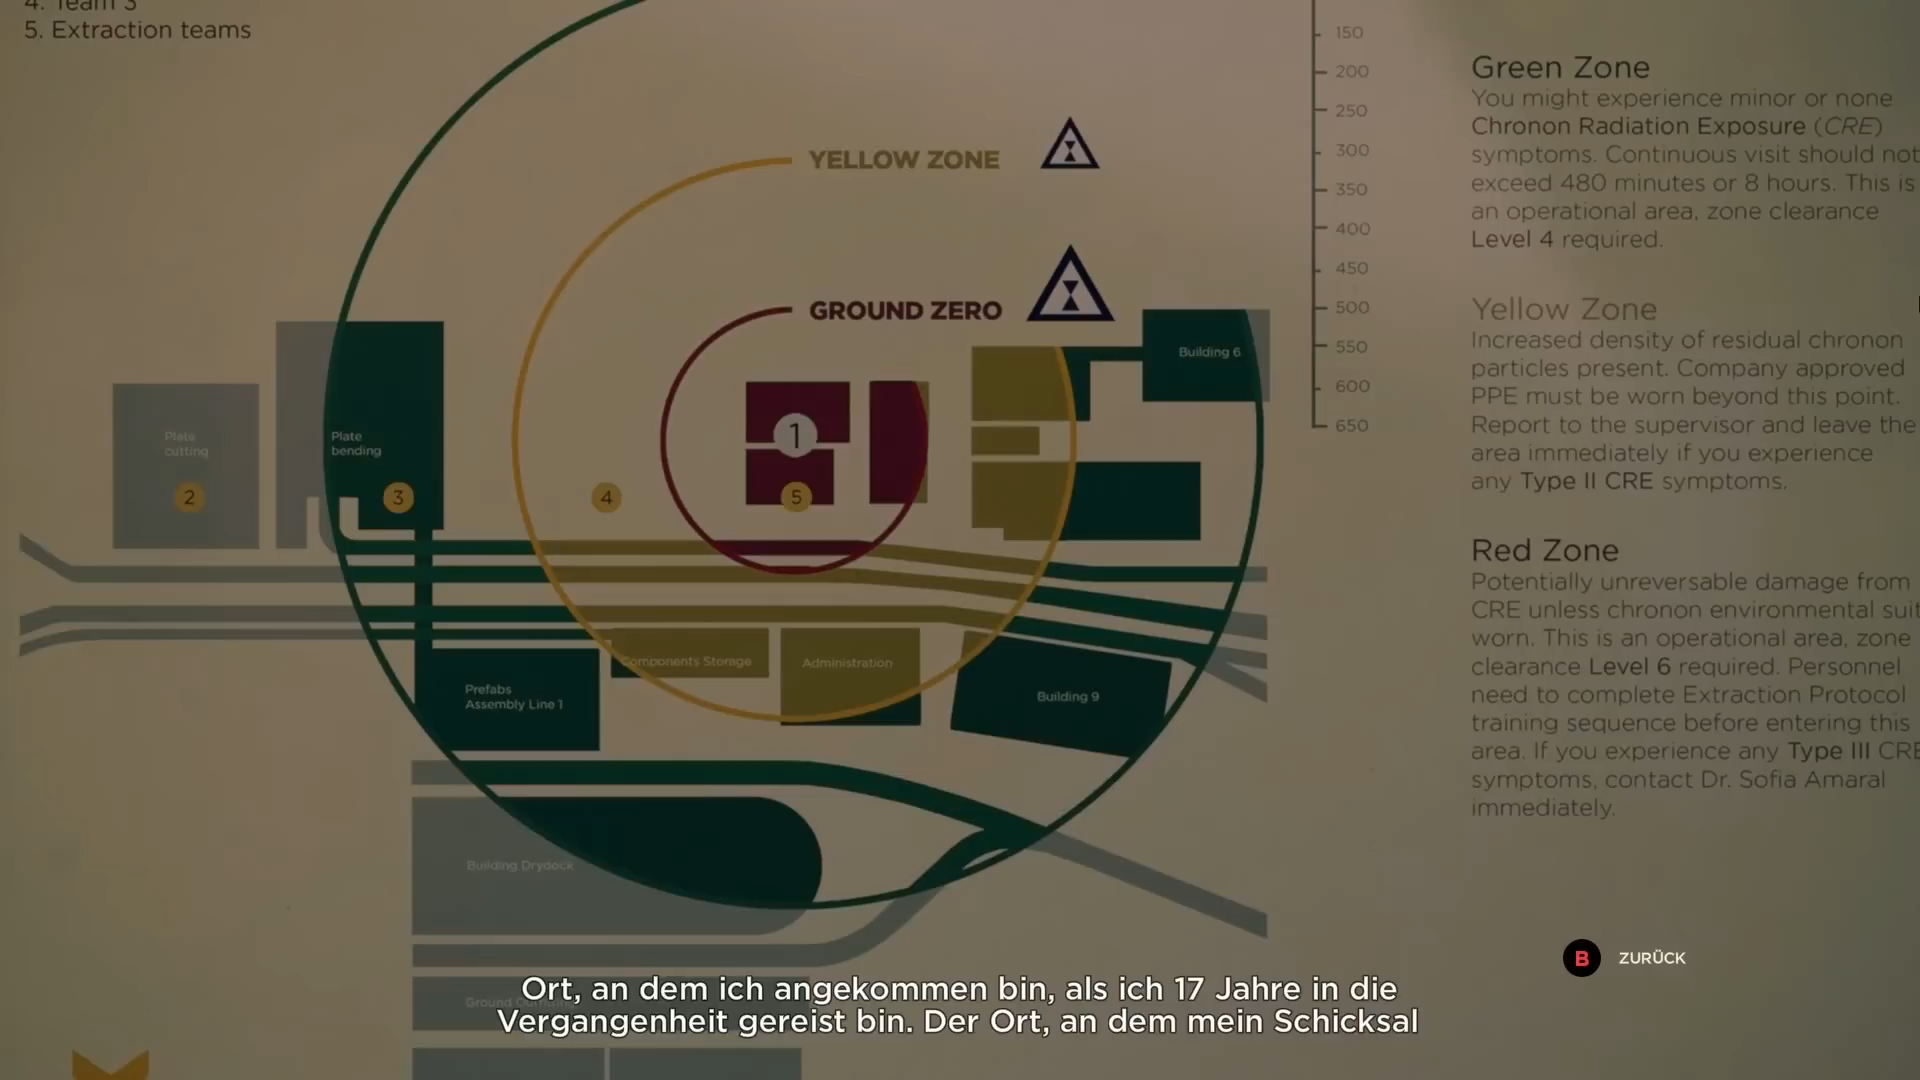 4. Team 3
5. Extraction teams
150
200
250
300
350
400
450
500
550
600
650
YELLOW ZONE
GROUND ZERO
Building 6
Plate
cutting
Plate
bending
1
2
3
4
5
Components Storage
Administration
Prefabs
Assembly Line 1
Building 9
Building Drydock
Green Zone
You might experience minor or none
Chronon Radiation Exposure (CRE)
symptoms. Continuous visit should not
exceed 480 minutes or 8 hours. This is
an operational area, zone clearance
Level 4 required.
Yellow Zone
Increased density of residual chronon
particles present. Company approved
PPE must be worn beyond this point.
Report to the supervisor and leave the
area immediately if you experience
any Type II CRE symptoms.
Red Zone
Potentially unreversable damage from
CRE unless chronon environmental suit
worn. This is an operational area, zone
clearance Level 6 required. Personnel
need to complete Extraction Protocol
training sequence before entering this
area. If you experience any Type III CRE
symptoms, contact Dr. Sofia Amaral
immediately.
B ZURÜCK
Ground
Ort, an dem ich angekommen bin, als ich 17 Jahre in die
Vergangenheit gereist bin. Der Ort, an dem mein Schicksal